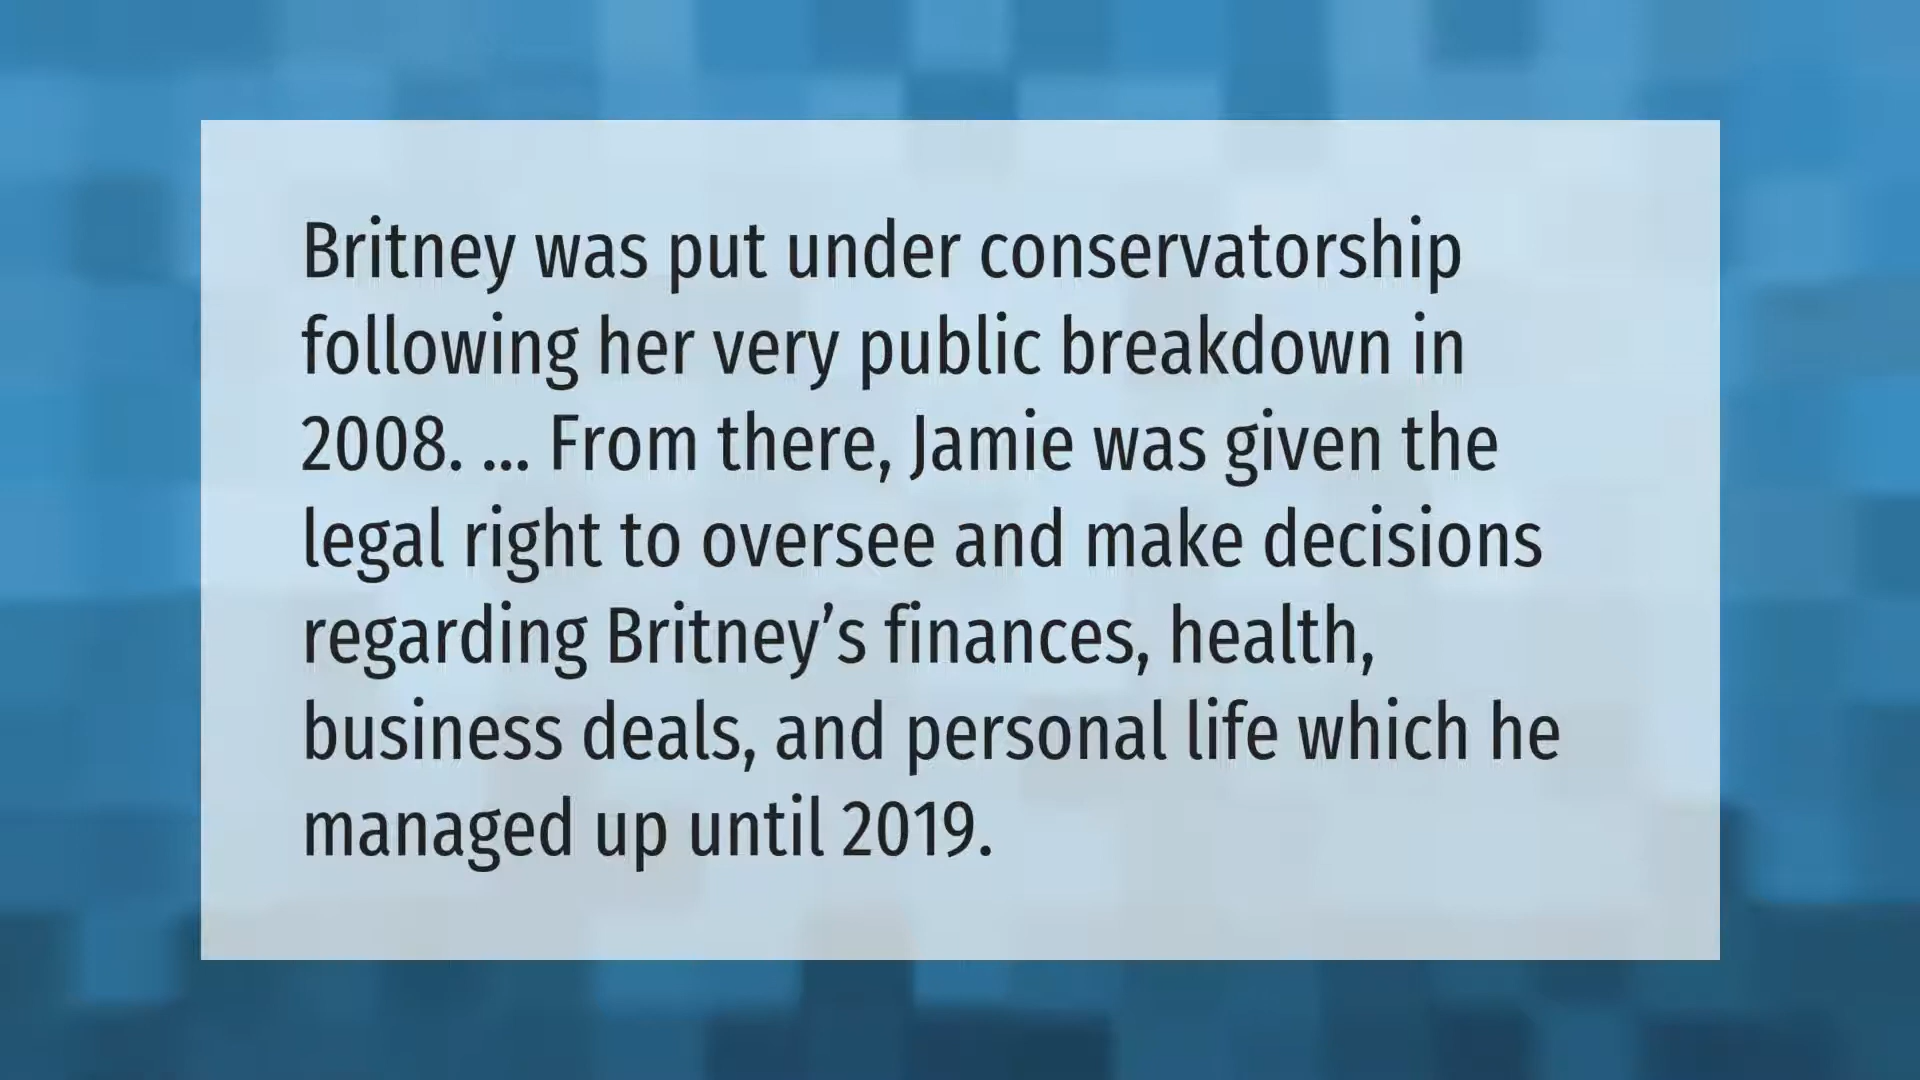 Britney was put under conservatorship
following her very public breakdown in
2008. ... From there, Jamie was given the
legal right to oversee and make decisions
regarding Britney’s finances, health,
business deals, and personal life which he
managed up until 2019.